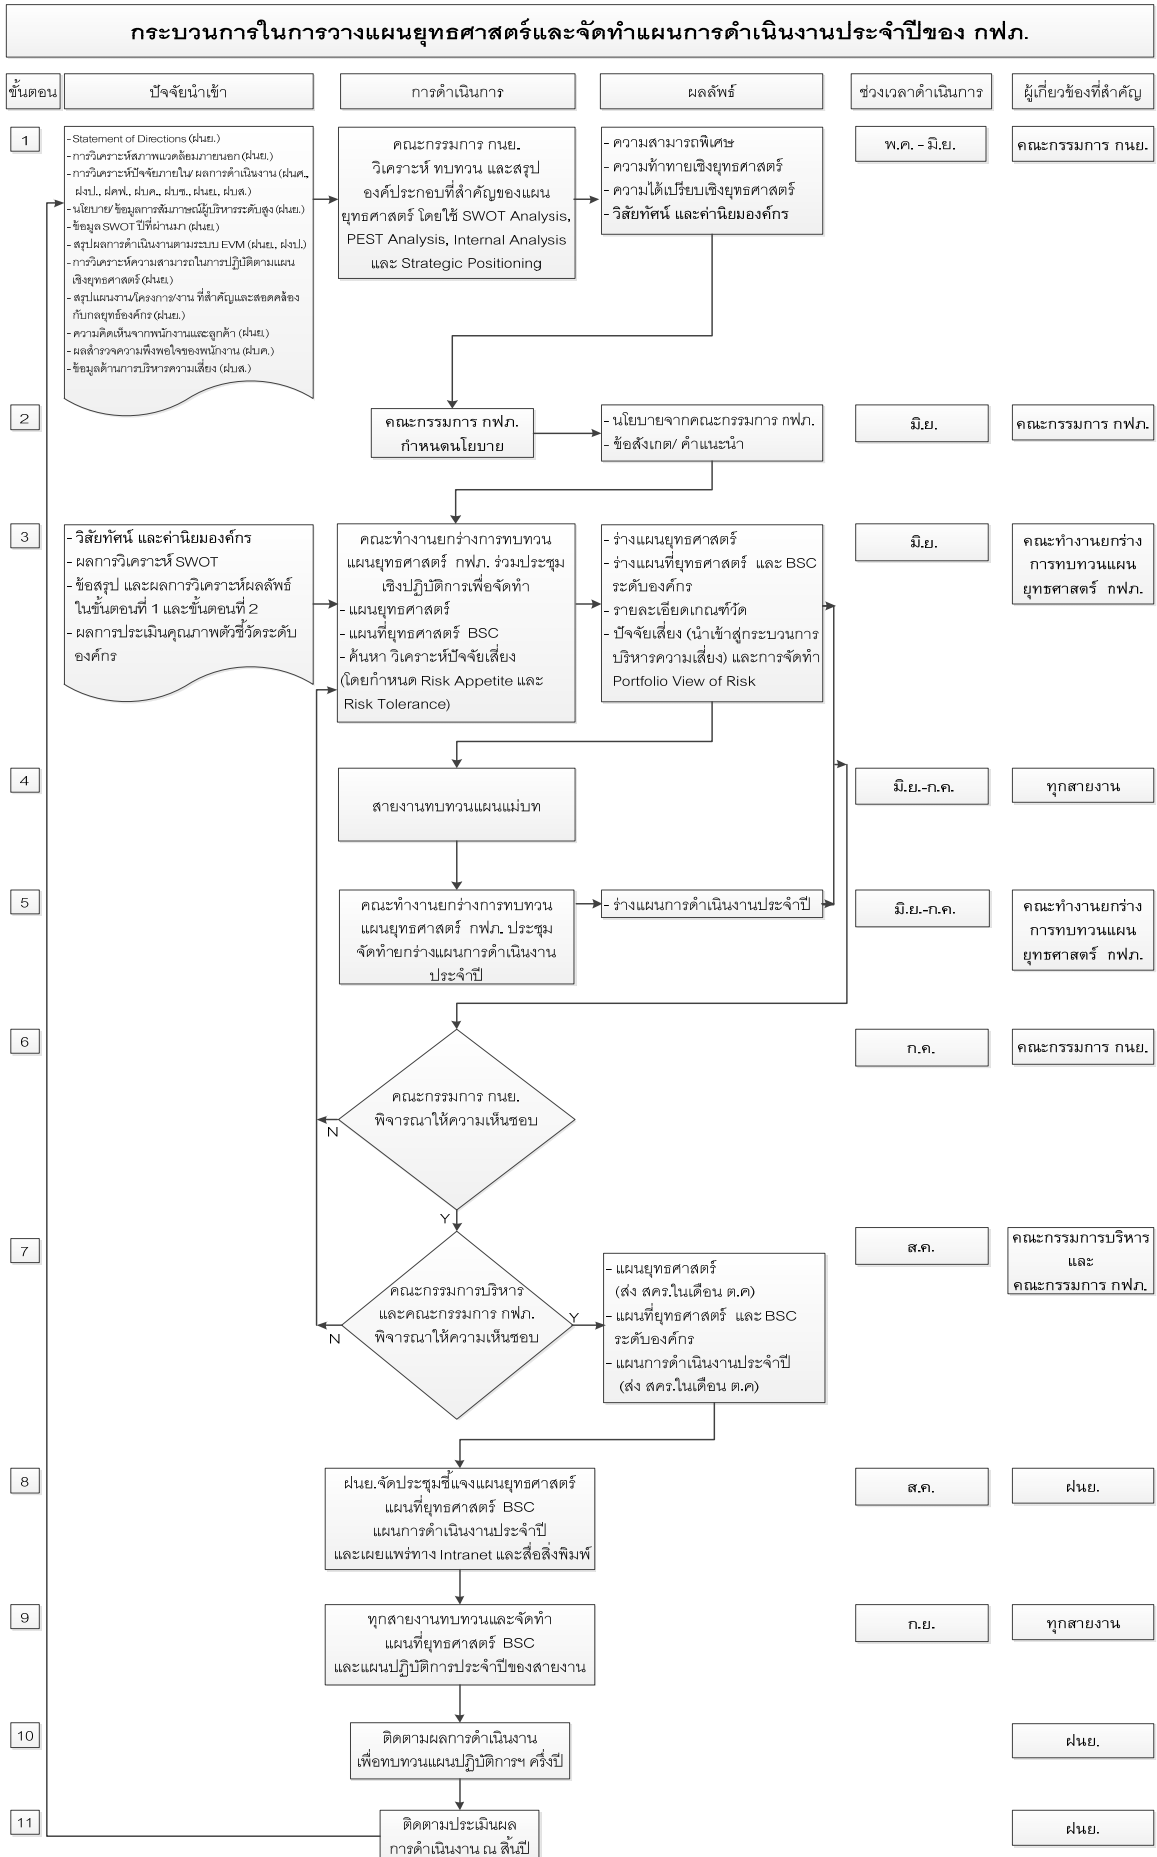 กระบวนการในการวางแผนยุทธศาสตร์และจัดทำแผนการดำเนินงานประจำปีของ กฟภ.
ขั้นตอน
ปัจจัยนำเข้า
การดำเนินการ
ผลลัพธ์
ช่วงเวลาดำเนินการ
ผู้เกี่ยวข้องที่สำคัญ
1
- Statement of Directions (ฝนย.)
- การวิเคราะห์สภาพแวดล้อมภายนอก (ฝนย.)
- การวิเคราะห์ปัจจัยภายใน/ ผลการดำเนินงาน (ฝนศ.,
ฝงป., ฝคฟ., ฝบค., ฝบช., ฝนย., ฝบส.)
- นโยบาย/ ข้อมูลการสัมภาษณ์ผู้บริหารระดับสูง (ฝนย.)
- ข้อมูล SWOT ปีที่ผ่านมา (ฝนย.)
- สรุปผลการดำเนินงานตามระบบ EVM (ฝนย., ฝงป.)
- การวิเคราะห์ความสามารถในการปฏิบัติตามแผน
เชิงยุทธศาสตร์ (ฝนย.)
- สรุปแผนงาน/โครงการ/งาน ที่สำคัญและสอดคล้อง
กับกลยุทธ์องค์กร (ฝนย.)
- ความคิดเห็นจากพนักงานและลูกค้า (ฝนย.)
- ผลสำรวจความพึงพอใจของพนักงาน (ฝบค.)
- ข้อมูลด้านการบริหารความเสี่ยง (ฝบส.)
คณะกรรมการ กนย.
วิเคราะห์ ทบทวน และสรุป
องค์ประกอบที่สำคัญของแผน
ยุทธศาสตร์ โดยใช้ SWOT Analysis,
PEST Analysis, Internal Analysis
และ Strategic Positioning
- ความสามารถพิเศษ
- ความท้าทายเชิงยุทธศาสตร์
- ความได้เปรียบเชิงยุทธศาสตร์
- วิสัยทัศน์ และค่านิยมองค์กร
พ.ค. - มิ.ย.
คณะกรรมการ กนย.
2
คณะกรรมการ กฟภ.
กำหนดนโยบาย
- นโยบายจากคณะกรรมการ กฟภ.
- ข้อสังเกต/ คำแนะนำ
มิ.ย.
คณะกรรมการ กฟภ.
3
- วิสัยทัศน์ และค่านิยมองค์กร
- ผลการวิเคราะห์ SWOT
- ข้อสรุป และผลการวิเคราะห์ผลลัพธ์
ในขั้นตอนที่ 1 และขั้นตอนที่ 2
- ผลการประเมินคุณภาพตัวชี้วัดระดับ
องค์กร
คณะทำงานยกร่างการทบทวน
แผนยุทธศาสตร์ กฟภ. ร่วมประชุม
เชิงปฏิบัติการเพื่อจัดทำ
- แผนยุทธศาสตร์
- แผนที่ยุทธศาสตร์ BSC
- ค้นหา วิเคราะห์ปัจจัยเสี่ยง
(โดยกำหนด Risk Appetite และ
Risk Tolerance)
- ร่างแผนยุทธศาสตร์
- ร่างแผนที่ยุทธศาสตร์ และ BSC
ระดับองค์กร
- รายละเอียดเกณฑ์วัด
- ปัจจัยเสี่ยง (นำเข้าสู่กระบวนการ
บริหารความเสี่ยง) และการจัดทำ
Portfolio View of Risk
มิ.ย.
คณะทำงานยกร่าง
การทบทวนแผน
ยุทธศาสตร์ กฟภ.
4
สายงานทบทวนแผนแม่บท
มิ.ย.-ก.ค.
ทุกสายงาน
5
คณะทำงานยกร่างการทบทวน
แผนยุทธศาสตร์ กฟภ. ประชุม
จัดทำยกร่างแผนการดำเนินงาน
ประจำปี
- ร่างแผนการดำเนินงานประจำปี
มิ.ย.-ก.ค.
คณะทำงานยกร่าง
การทบทวนแผน
ยุทธศาสตร์ กฟภ.
6
คณะกรรมการ กนย.
พิจารณาให้ความเห็นชอบ
N
Y
ก.ค.
คณะกรรมการ กนย.
7
คณะกรรมการบริหาร
และคณะกรรมการ กฟภ.
พิจารณาให้ความเห็นชอบ
N
Y
- แผนยุทธศาสตร์
(ส่ง สคร.ในเดือน ต.ค)
- แผนที่ยุทธศาสตร์ และ BSC
ระดับองค์กร
- แผนการดำเนินงานประจำปี
(ส่ง สคร.ในเดือน ต.ค)
ส.ค.
คณะกรรมการบริหาร
และ
คณะกรรมการ กฟภ.
8
ฝนย.จัดประชุมชี้แจงแผนยุทธศาสตร์
แผนที่ยุทธศาสตร์ BSC
แผนการดำเนินงานประจำปี
และเผยแพร่ทาง Intranet และสื่อสิ่งพิมพ์
ส.ค.
ฝนย.
9
ทุกสายงานทบทวนและจัดทำ
แผนที่ยุทธศาสตร์ BSC
และแผนปฏิบัติการประจำปีของสายงาน
ก.ย.
ทุกสายงาน
10
ติดตามผลการดำเนินงาน
เพื่อทบทวนแผนปฏิบัติการฯ ครึ่งปี
ฝนย.
11
ติดตามประเมินผล
การดำเนินงาน ณ สิ้นปี
ฝนย.